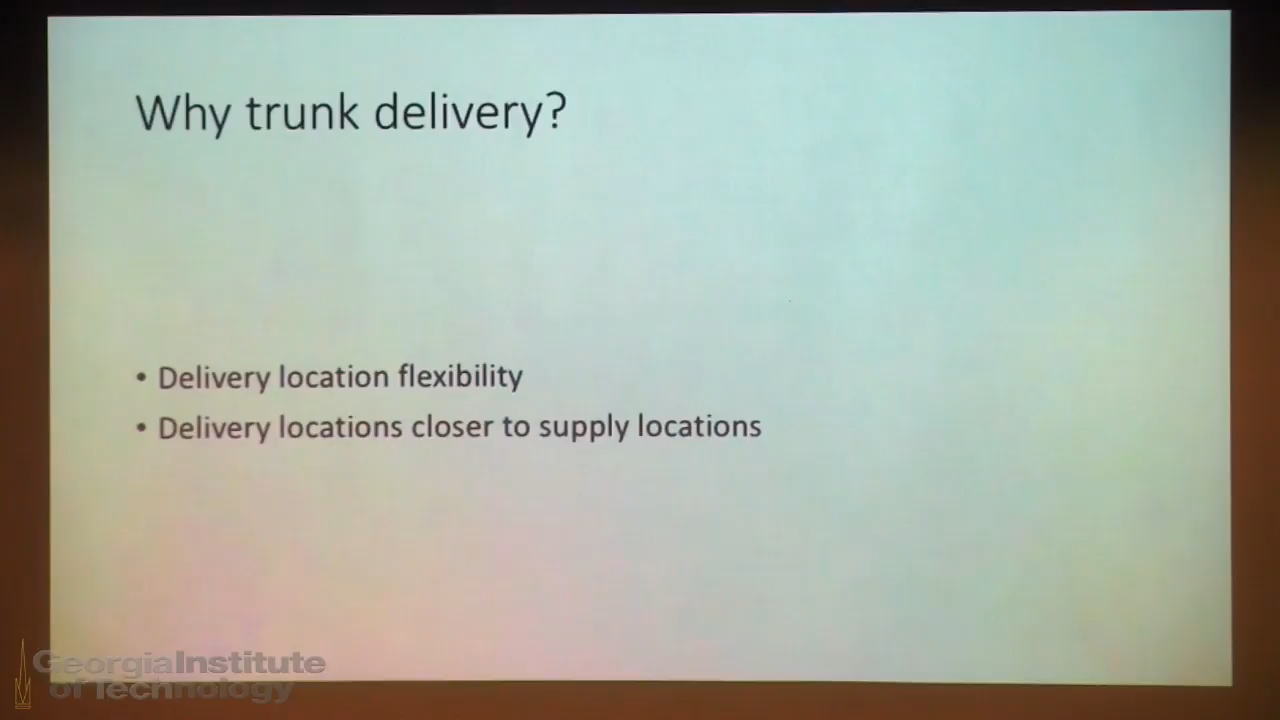 Why trunk delivery?
• Delivery location flexibility
• Delivery locations closer to supply locations
Georgia Institute
of Technology